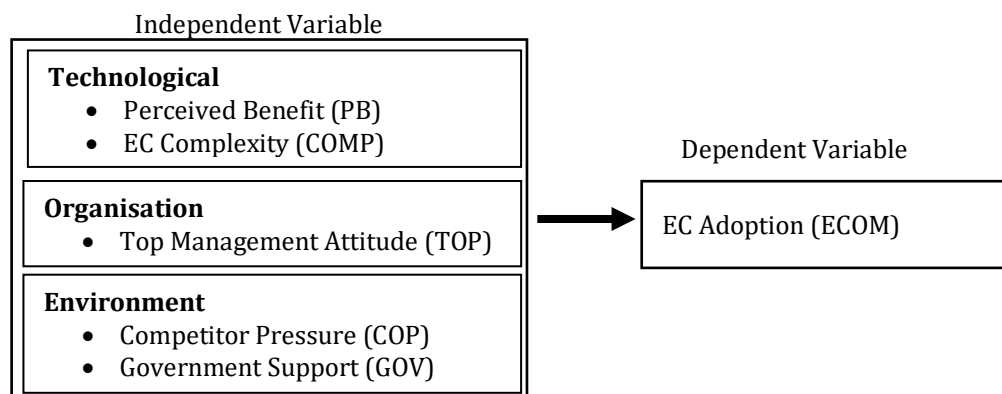 Independent Variable
Technological
• Perceived Benefit (PB)
• EC Complexity (COMP)
Organisation
• Top Management Attitude (TOP)
Environment
• Competitor Pressure (COP)
• Government Support (GOV)
Dependent Variable
EC Adoption (ECOM)